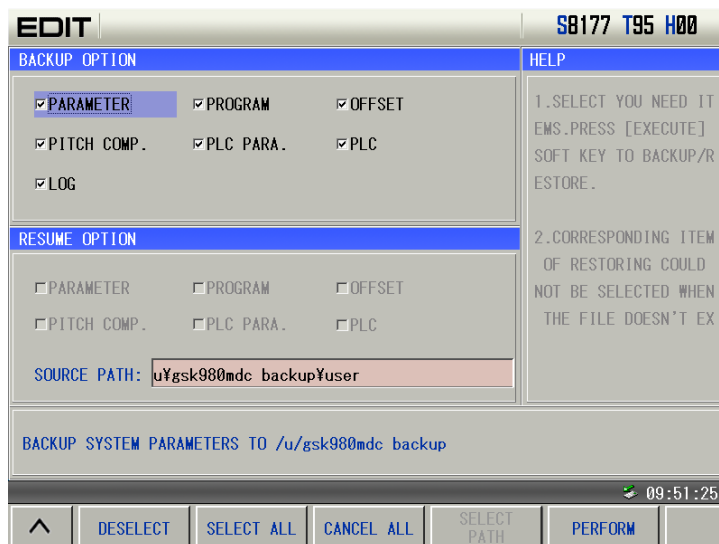 EDIT
S8177 T95 H00
BACKUP OPTION
PARAMETER PROGRAM OFFSET
PITCH COMP. PLC PARA. PLC
LOG
RESUME OPTION
PARAMETER PROGRAM OFFSET
PITCH COMP. PLC PARA. PLC
SOURCE PATH: u¥gsk980mdc backup¥user
HELP
1.SELECT YOU NEED IT
EMS.PRESS [EXECUTE]
SOFT KEY TO BACKUP/R
ESTORE.
2.CORRESPONDING ITEM
OF RESTORING COULD
NOT BE SELECTED WHEN
THE FILE DOESN'T EX
BACKUP SYSTEM PARAMETERS TO /u/gsk980mdc backup
09:51:25
DESELECT SELECT ALL CANCEL ALL SELECT PATH PERFORM